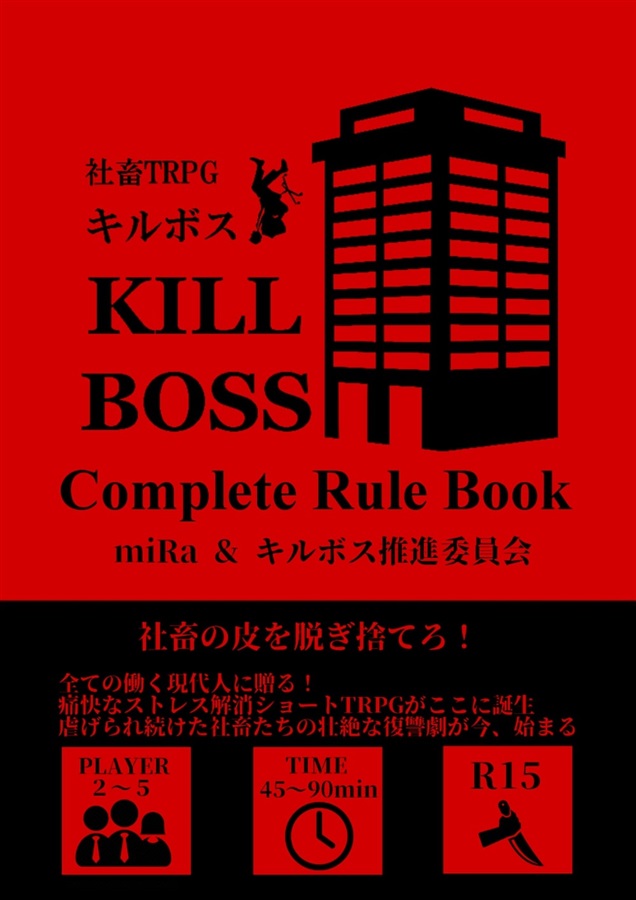 社畜TRPG
キルボス
KILL
BOSS
Complete Rule Book
miRa & キルボス推進委員会
社畜の皮を脱ぎ捨てろ！
全ての働く現代人に贈る！
痛快なストレス解消ショートTRPGがここに誕生
虐げられ続けた社畜たちの壮絶な復讐劇が今、始まる
PLAYER
2～5
TIME
45～90min
R15